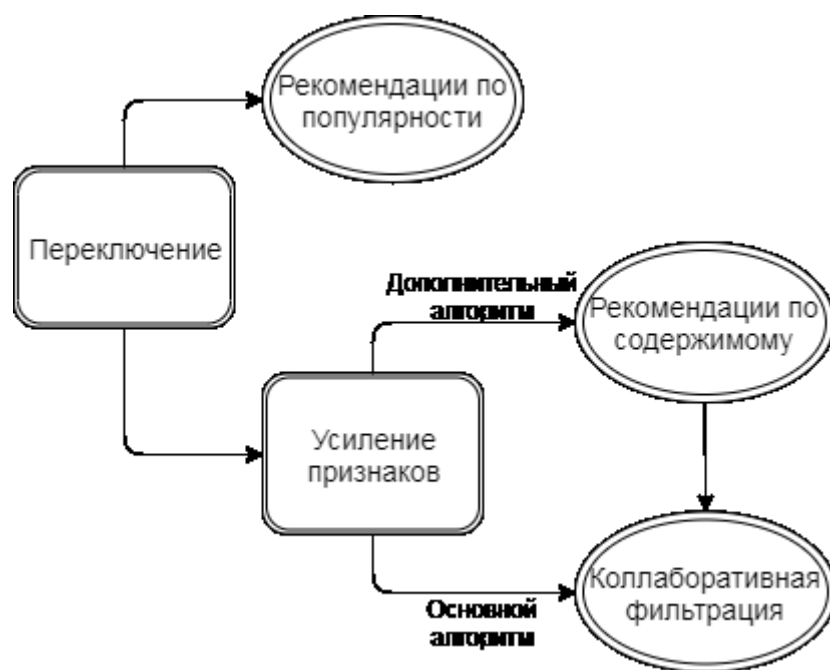 Рекомендации по
популярности
Переключение
Дополнительный
алгоритм
Рекомендации по
содержимому
Усиление
признаков
Основной
алгоритм
Коллаборативная
фильтрация